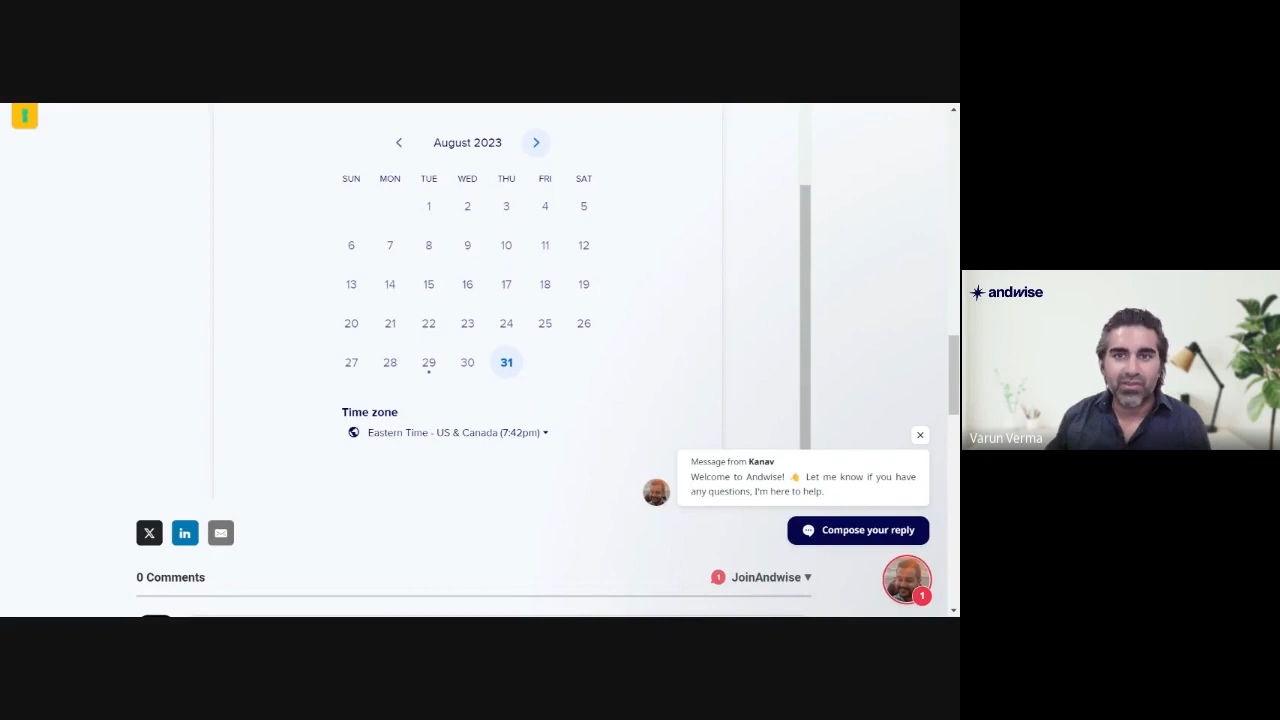 August 2023
SUN MON TUE WED THU FRI SAT
1 2 3 4 5
6 7 8 9 10 11 12
13 14 15 16 17 18 19
20 21 22 23 24 25 26
27 28 29 30 31
Time zone
Eastern Time - US & Canada (7:42pm)
Message from Kanav
Welcome to Andwise! 👋 Let me know if you have
any questions, I'm here to help.
Compose your reply
X in
0 Comments
1 JoinAndwise ▼
1
andwise
Varun Verma